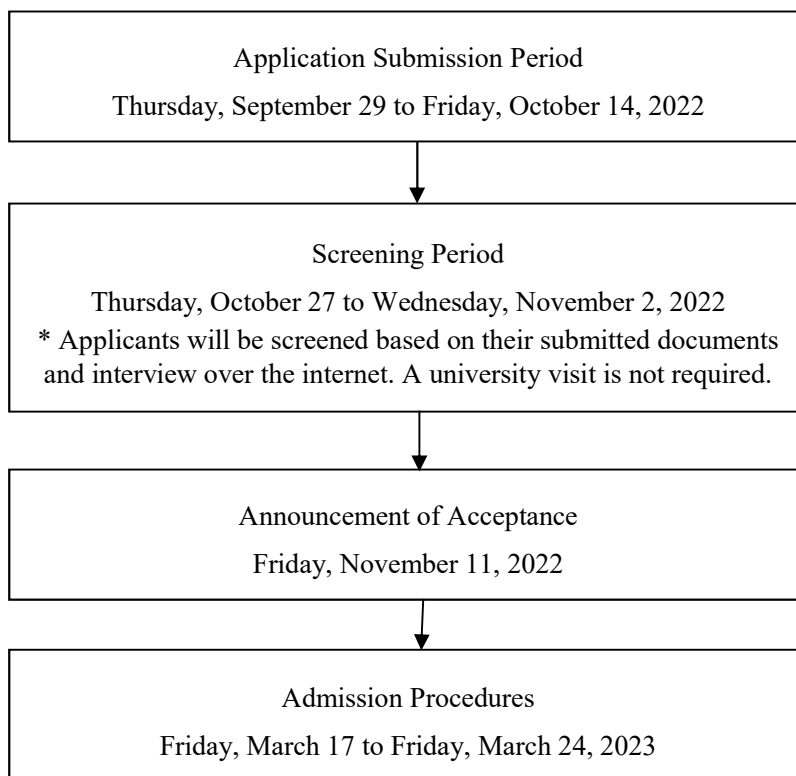 Application Submission Period
Thursday, September 29 to Friday, October 14, 2022
Screening Period
Thursday, October 27 to Wednesday, November 2, 2022
* Applicants will be screened based on their submitted documents
and interview over the internet. A university visit is not required.
Announcement of Acceptance
Friday, November 11, 2022
Admission Procedures
Friday, March 17 to Friday, March 24, 2023